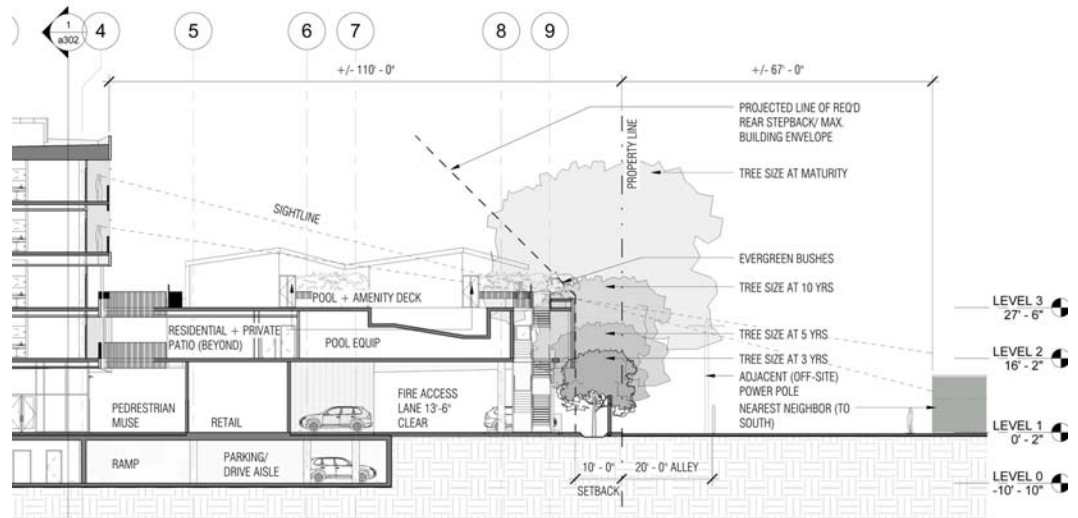 1
a302
4
5
6
7
8
9
+/- 110' - 0"
+/- 67' - 0"
PROJECTED LINE OF REQ'D
REAR STEPBACK/ MAX.
BUILDING ENVELOPE
PROPERTY LINE
TREE SIZE AT MATURITY
SIGHTLINE
EVERGREEN BUSHES
TREE SIZE AT 10 YRS
POOL + AMENITY DECK
LEVEL 3
27' - 6"
RESIDENTIAL + PRIVATE
PATIO (BEYOND)
POOL EQUIP
TREE SIZE AT 5 YRS
TREE SIZE AT 3 YRS
LEVEL 2
16' - 2"
ADJACENT (OFF-SITE)
POWER POLE
NEAREST NEIGHBOR (TO
SOUTH)
PEDRESTRIAN
MUSE
RETAIL
FIRE ACCESS
LANE 13'-6"
CLEAR
LEVEL 1
0' - 2"
RAMP
PARKING/
DRIVE AISLE
10' - 0"
SETBACK
20' - 0" ALLEY
LEVEL 0
-10' - 10"